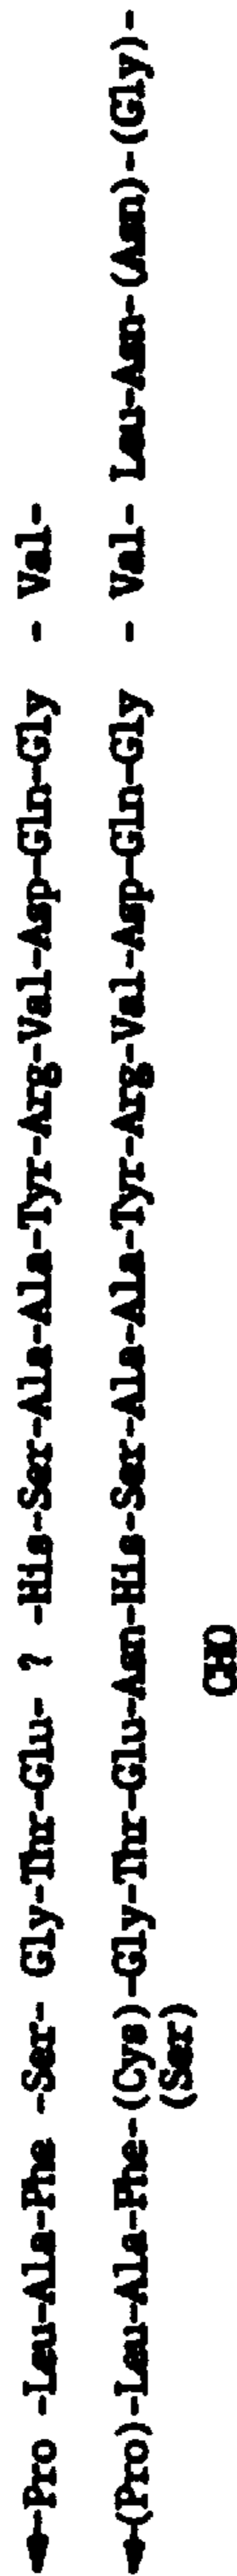 Pro -Leu-Ala-Phe -Ser- Gly-Thr-Glu- ? -His-Ser-Ala-Ala-Tyr-Arg-Val-Asp-Gln-Gly - Val-
(Pro)-Leu-Ala-Phe-(Cys)-Gly-Thr-Glu-Asn-His-Ser-Ala-Ala-Tyr-Arg-Val-Asp-Gln-Gly - Val- Leu-Asn-(Asn)-(Gly)-
(Ser)
CHO